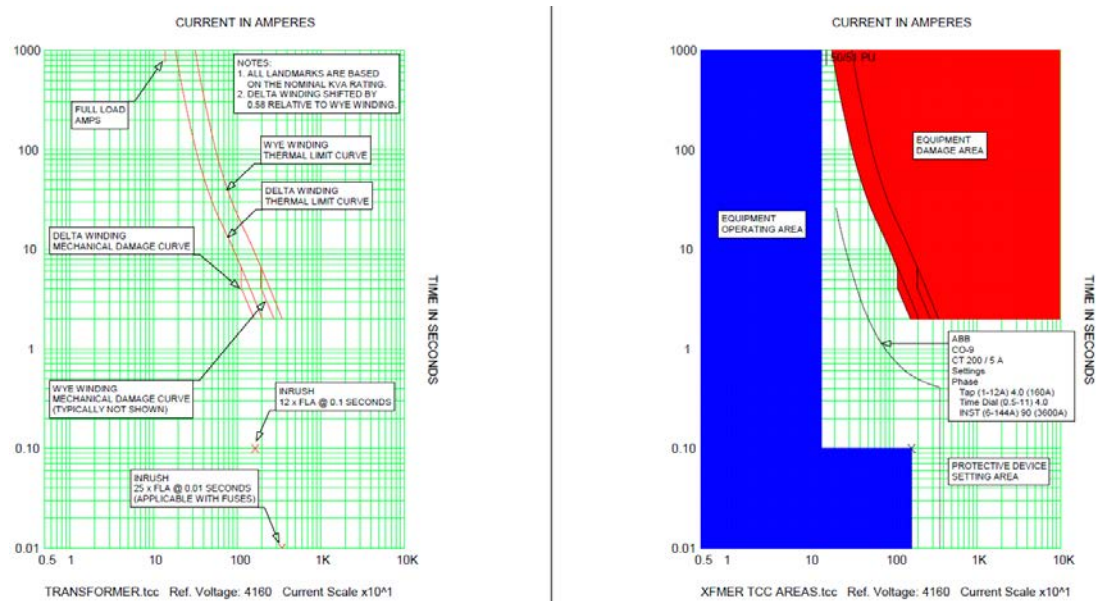 CURRENT IN AMPERES
1000
100
10
1
0.10
0.01
0.5 1 10 100 1K 10K
TIME IN SECONDS
NOTES:
1. ALL LANDMARKS ARE BASED
ON THE NOMINAL KVA RATING.
2. DELTA WINDING SHIFTED BY
0.58 RELATIVE TO WYE WINDING.
FULL LOAD
AMPS
WYE WINDING
THERMAL LIMIT CURVE
DELTA WINDING
THERMAL LIMIT CURVE
DELTA WINDING
MECHANICAL DAMAGE CURVE
WYE WINDING
MECHANICAL DAMAGE CURVE
(TYPICALLY NOT SHOWN)
INRUSH
12 x FLA @ 0.1 SECONDS
INRUSH
25 x FLA @ 0.01 SECONDS
(APPLICABLE WITH FUSES)
TRANSFORMER.tcc Ref. Voltage: 4160 Current Scale x10^1
CURRENT IN AMPERES
1000
100
10
1
0.10
0.01
0.5 1 10 100 1K 10K
TIME IN SECONDS
50/51 PU
EQUIPMENT
DAMAGE AREA
EQUIPMENT
OPERATING AREA
ABB
CO-9
CT 200 / 5 A
Settings
Phase
Tap (1-12A) 4.0 (160A)
Time Dial (0.5-11) 4.0
INST (6-144A) 90 (3600A)
PROTECTIVE DEVICE
SETTING AREA
XFMER TCC AREAS.tcc Ref. Voltage: 4160 Current Scale x10^1